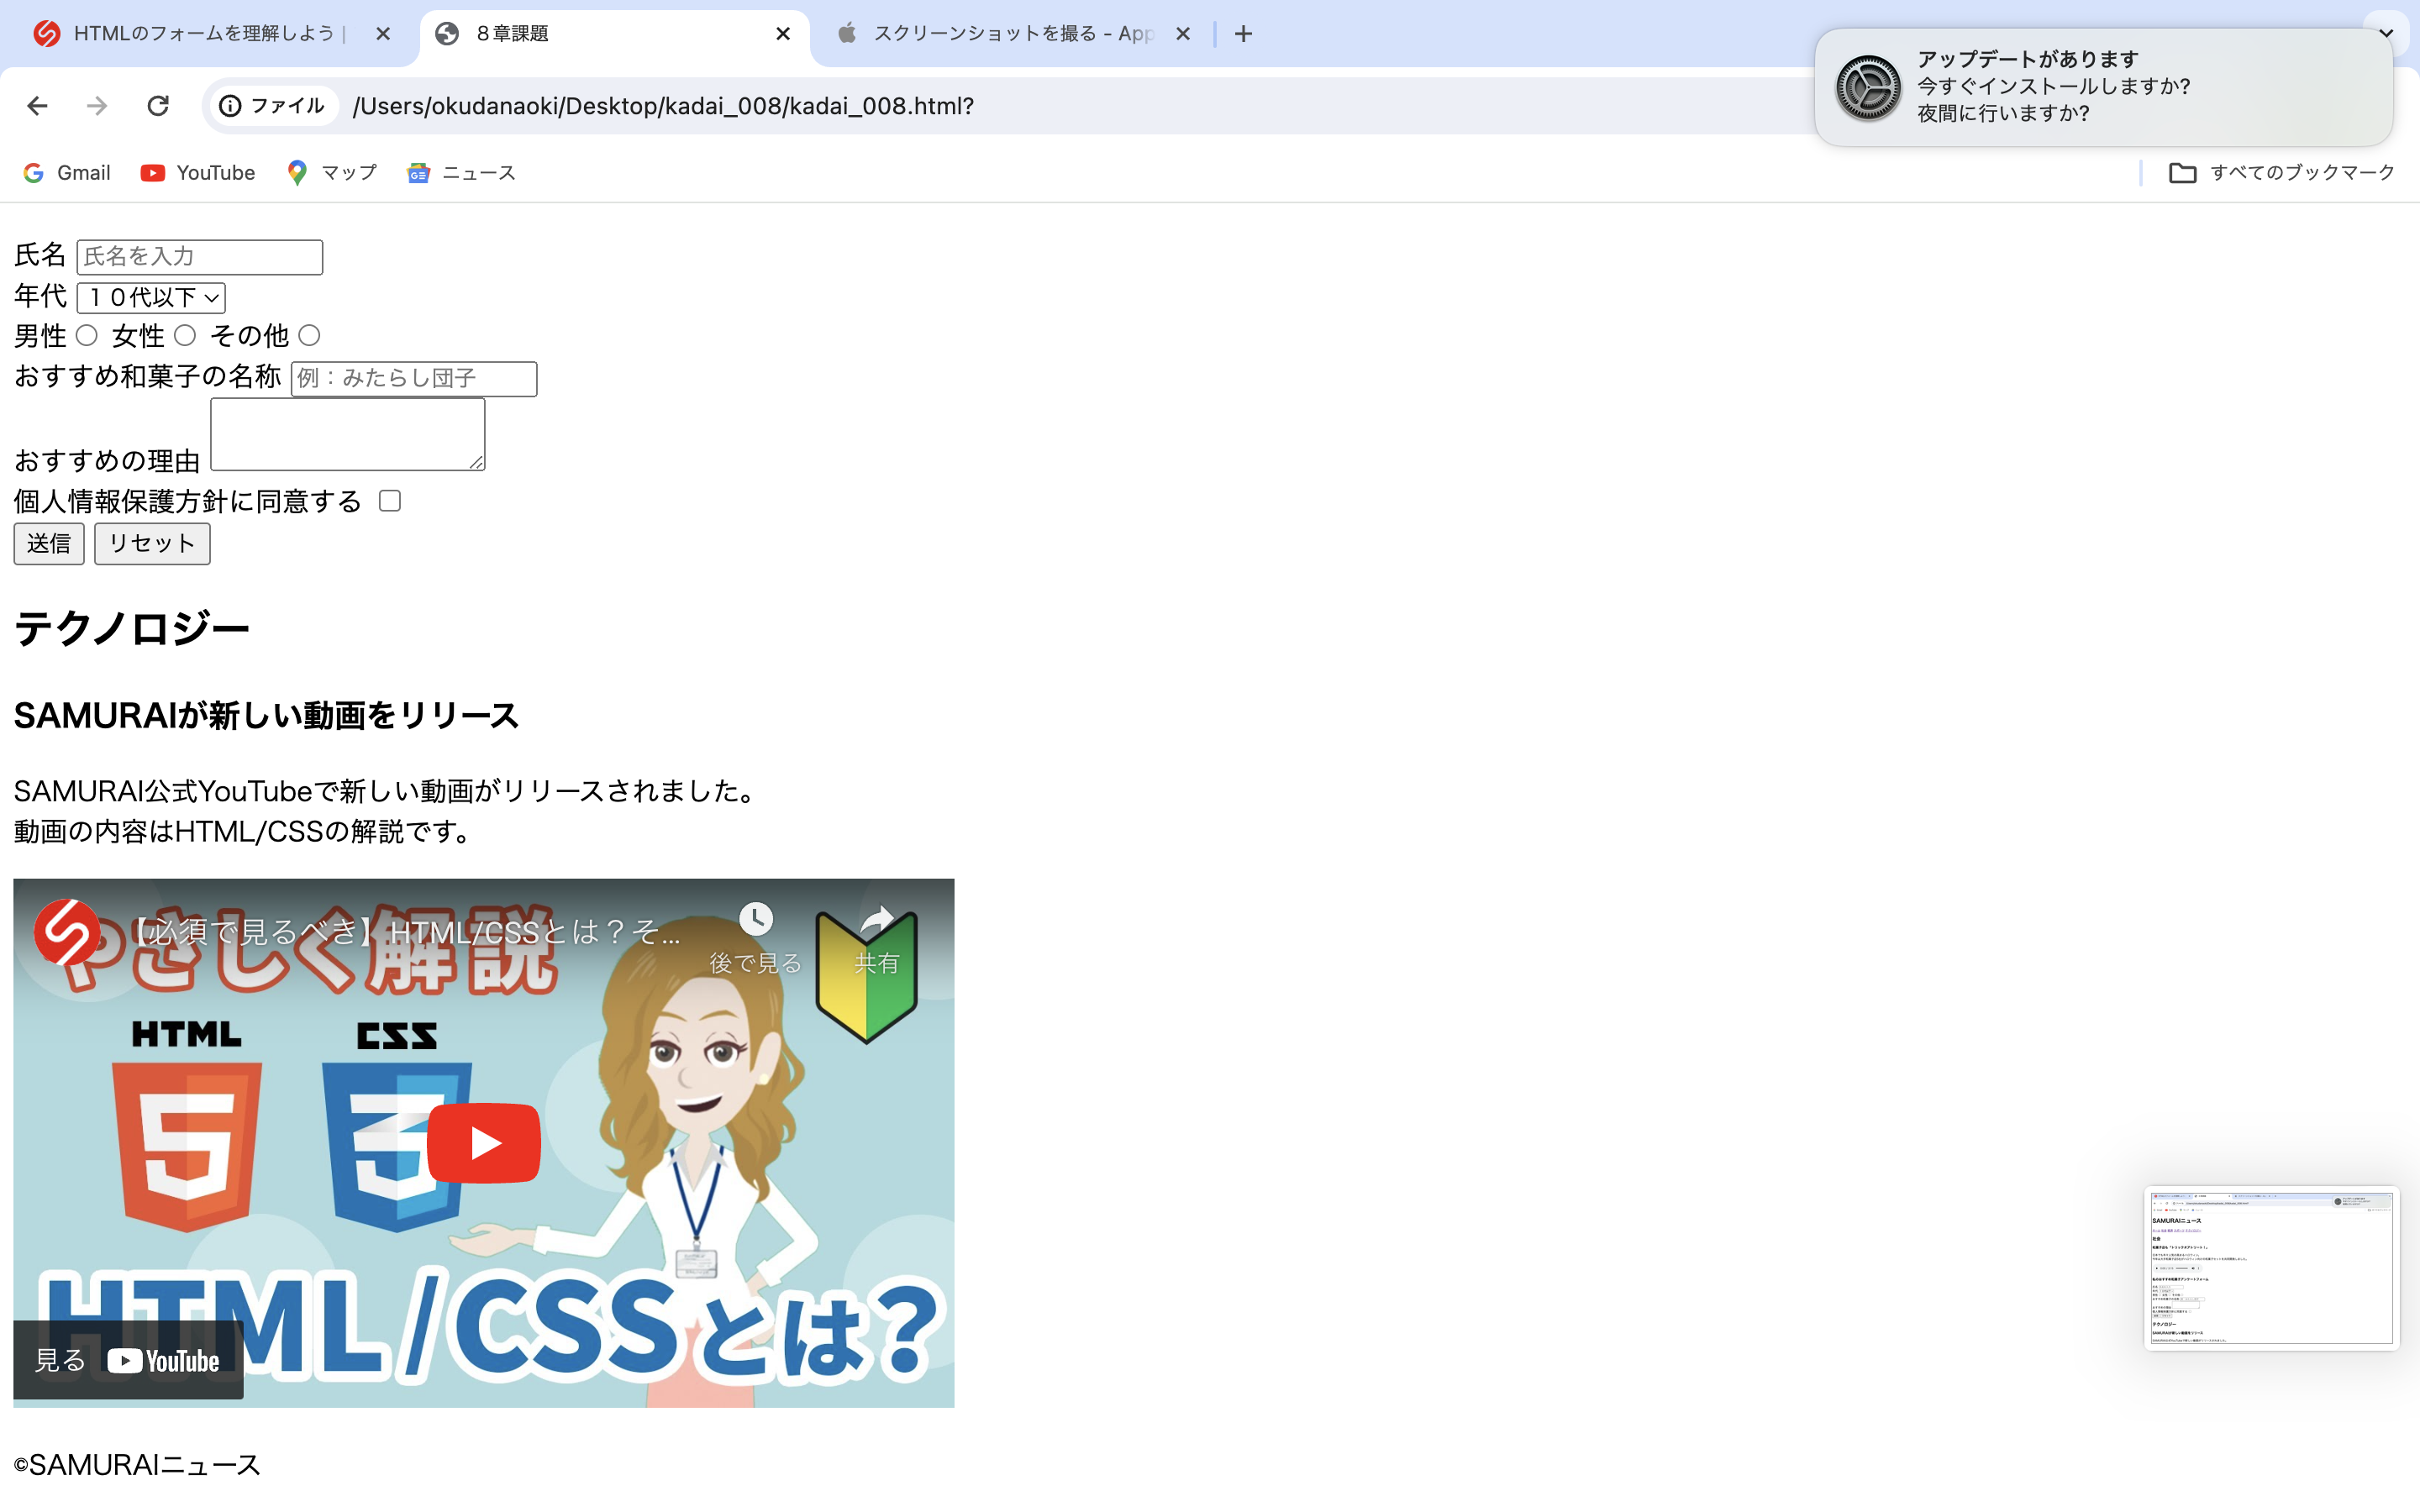 HTMLのフォームを理解しよう |
８章課題
スクリーンショットを撮る - App
アップデートがあります
今すぐインストールしますか?
夜間に行いますか?
ファイル
/Users/okudanaoki/Desktop/kadai_008/kadai_008.html?
Gmail
YouTube
マップ
ニュース
すべてのブックマーク
氏名 氏名を入力
年代 １０代以下
男性 女性 その他
おすすめ和菓子の名称 例：みたらし団子
おすすめの理由
個人情報保護方針に同意する
送信 リセット
テクノロジー
SAMURAIが新しい動画をリリース
SAMURAI公式YouTubeで新しい動画がリリースされました。
動画の内容はHTML/CSSの解説です。
【必須で見るべき】HTML/CSSとは？そ...
後で見る
共有
やさしく解説
HTML
CSS
HTML/CSSとは?
見る YouTube
©SAMURAIニュース
SAMURAIニュース